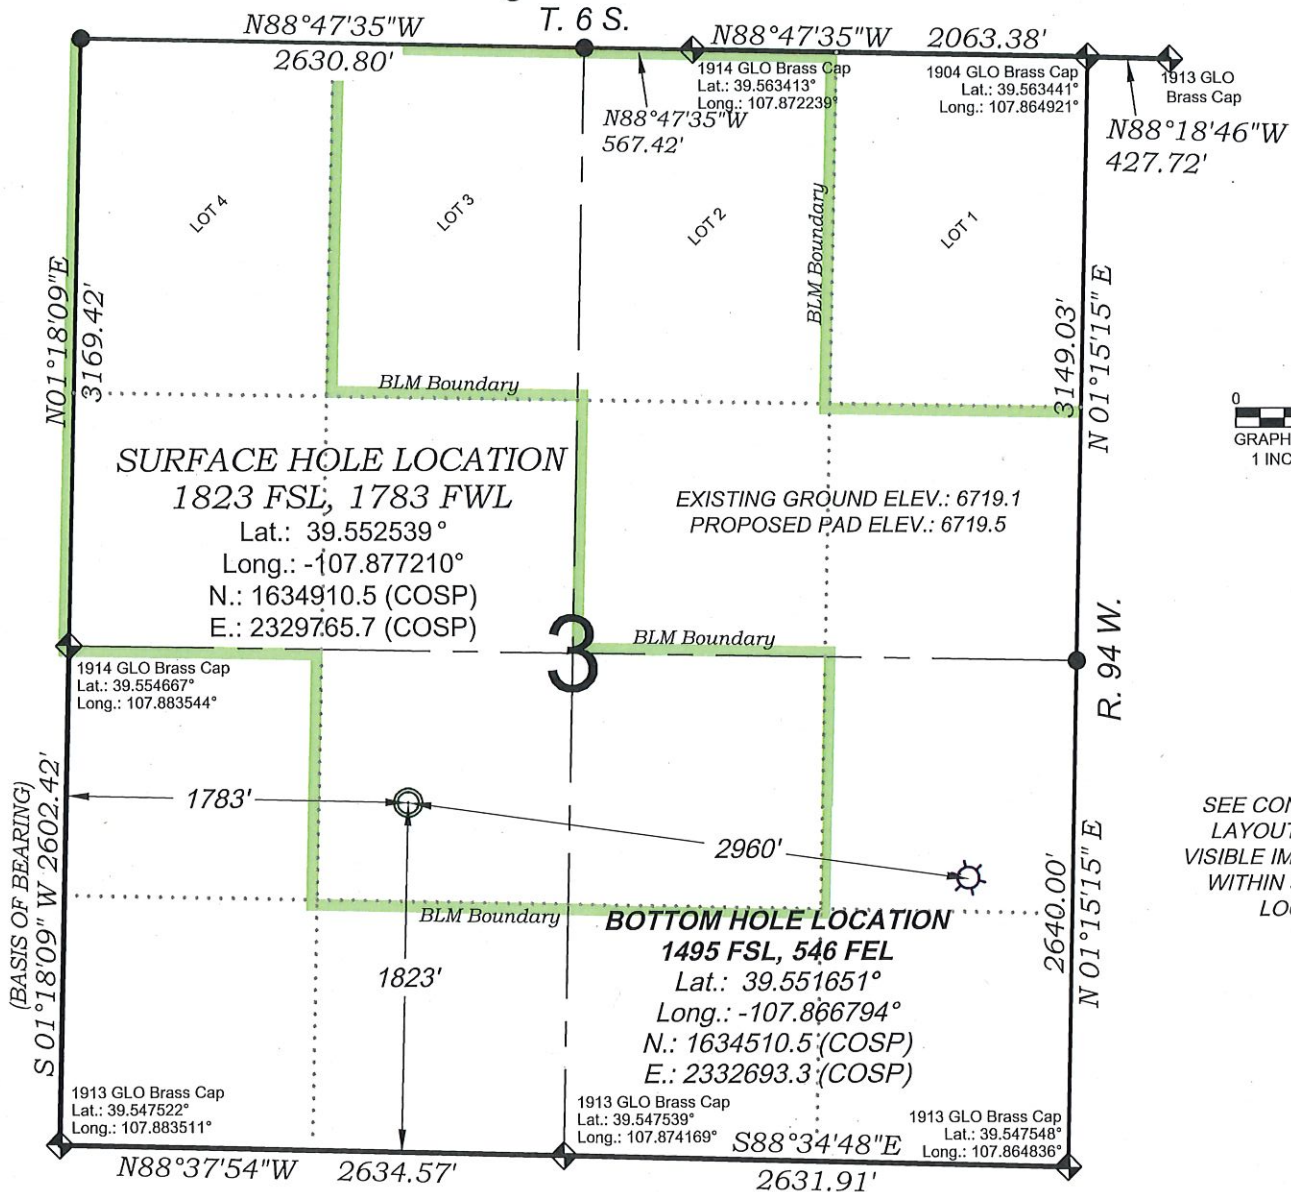 T. 6 S.
N88°47'35"W
2630.80'
N88°47'35"W 2063.38'
1914 GLO Brass Cap
Lat.: 39.563413°
Long.: 107.872239°
1904 GLO Brass Cap
Lat.: 39.563441°
Long.: 107.864921°
1913 GLO
Brass Cap
N88°47'35"W
567.42'
N88°18'46"W
427.72'
LOT 4
LOT 3
LOT 2
LOT 1
BLM Boundary
N01°18'09"E
3169.42'
3149.03'
N 01°15'15" E
BLM Boundary
0
GRAPH
1 INC
SURFACE HOLE LOCATION
1823 FSL, 1783 FWL
Lat.: 39.552539°
Long.: -107.877210°
N.: 1634910.5 (COSP)
E.: 2329765.7 (COSP)
EXISTING GROUND ELEV.: 6719.1
PROPOSED PAD ELEV.: 6719.5
3
BLM Boundary
R. 94 W.
1914 GLO Brass Cap
Lat.: 39.554667°
Long.: 107.883544°
(BASIS OF BEARING)
S 01°18'09" W 2602.42'
1783'
2960'
1823'
BLM Boundary
2640.00'
N 01°15'15" E
SEE CON
LAYOUT
VISIBLE IM
WITHIN
LO
BOTTOM HOLE LOCATION
1495 FSL, 546 FEL
Lat.: 39.551651°
Long.: -107.866794°
N.: 1634510.5 (COSP)
E.: 2332693.3 (COSP)
1913 GLO Brass Cap
Lat.: 39.547522°
Long.: 107.883511°
1913 GLO Brass Cap
Lat.: 39.547539°
Long.: 107.874169°
1913 GLO Brass Cap
Lat.: 39.547548°
Long.: 107.864836°
N88°37'54"W 2634.57'
S88°34'48"E
2631.91'